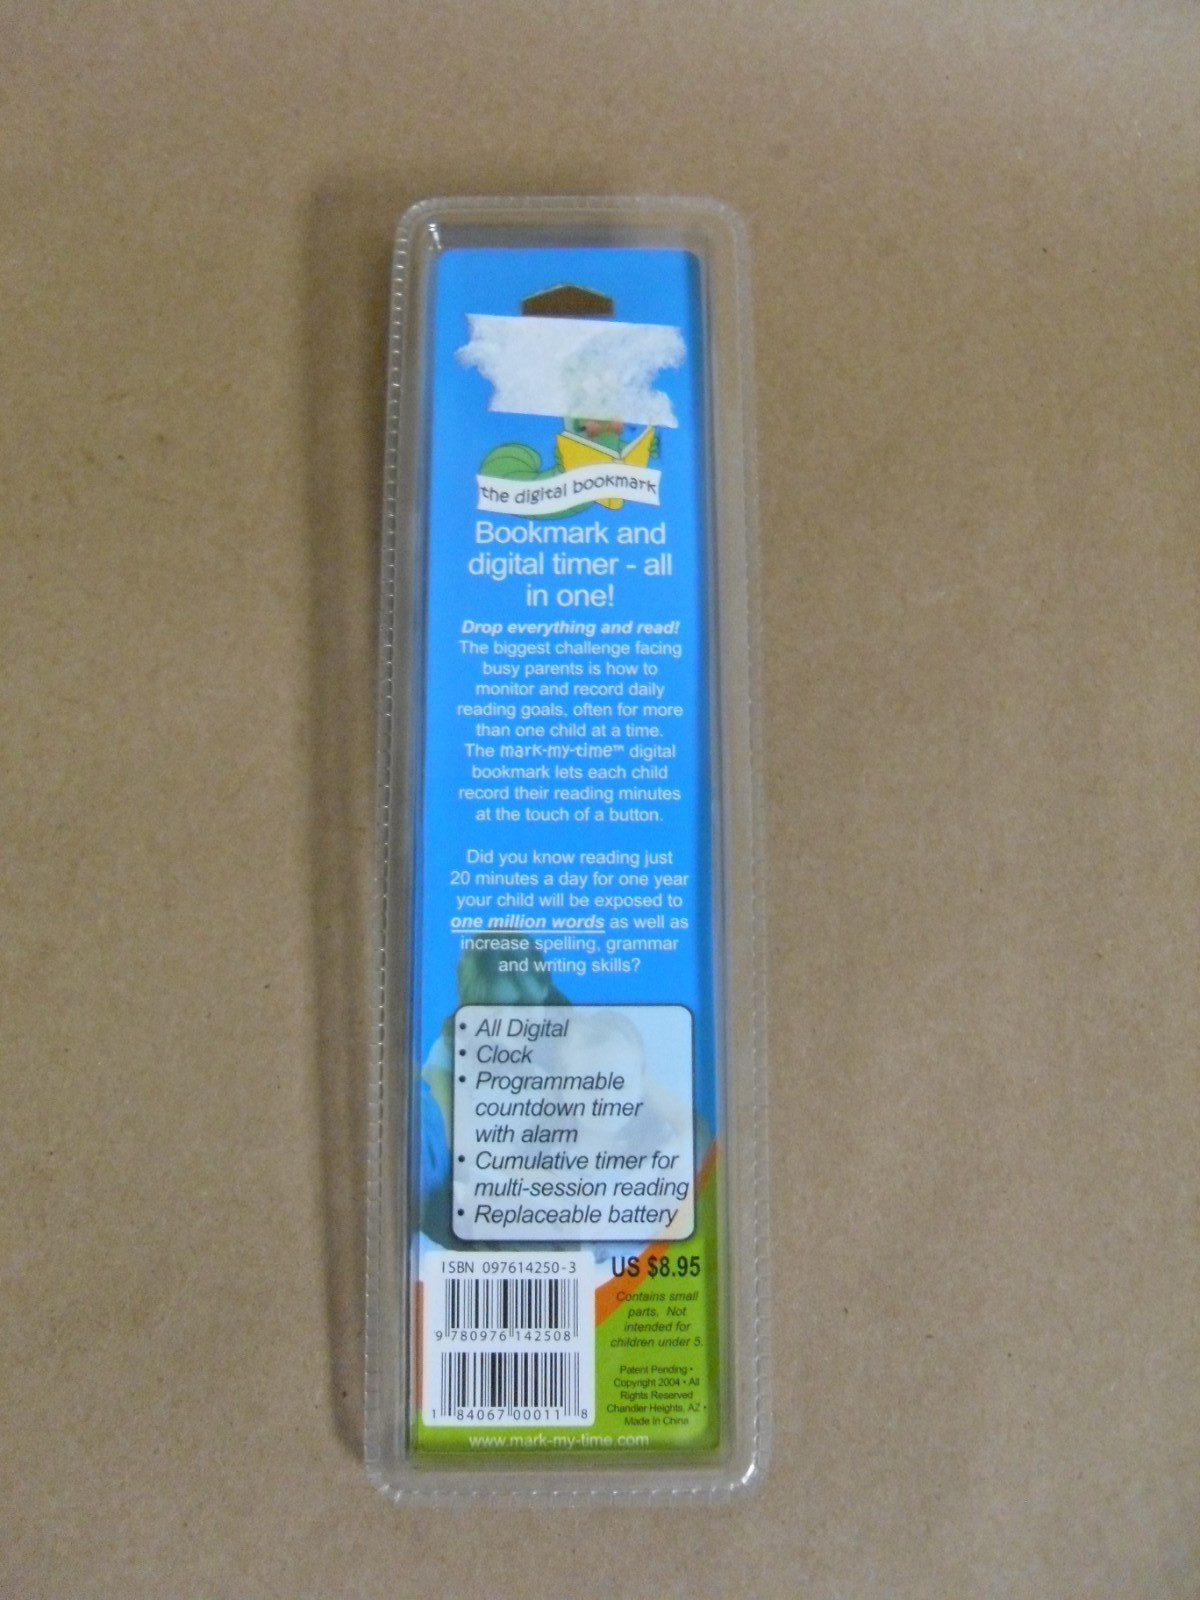 the digital bookmark
Bookmark and
digital timer - all
in one!
Drop everything and read!
The biggest challenge facing
busy parents is how to
monitor and record daily
reading goals, often for more
than one child at a time.
The mark-my-time™ digital
bookmark lets each child
record their reading minutes
at the touch of a button.
Did you know reading just
20 minutes a day for one year
your child will be exposed to
one million words as well as
increase spelling, grammar
and writing skills?
• All Digital
• Clock
• Programmable
countdown timer
with alarm
• Cumulative timer for
multi-session reading
• Replaceable battery
ISBN 097614250-3
9 780976 142508
1 84067 00011 8
US $8.95
Contains small
parts. Not
intended for
children under 5.
Patent Pending •
Copyright 2004 • All
Rights Reserved
Chandler Heights, AZ •
Made In China
www.mark-my-time.com